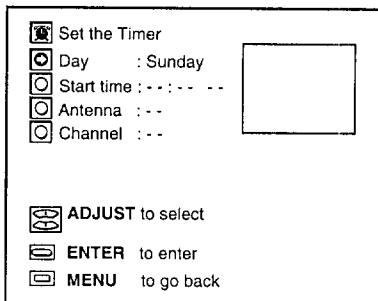 Set the Timer
Day : Sunday
Start time : - - : - - - -
Antenna : - -
Channel : - -
ADJUST to select
ENTER to enter
MENU to go back